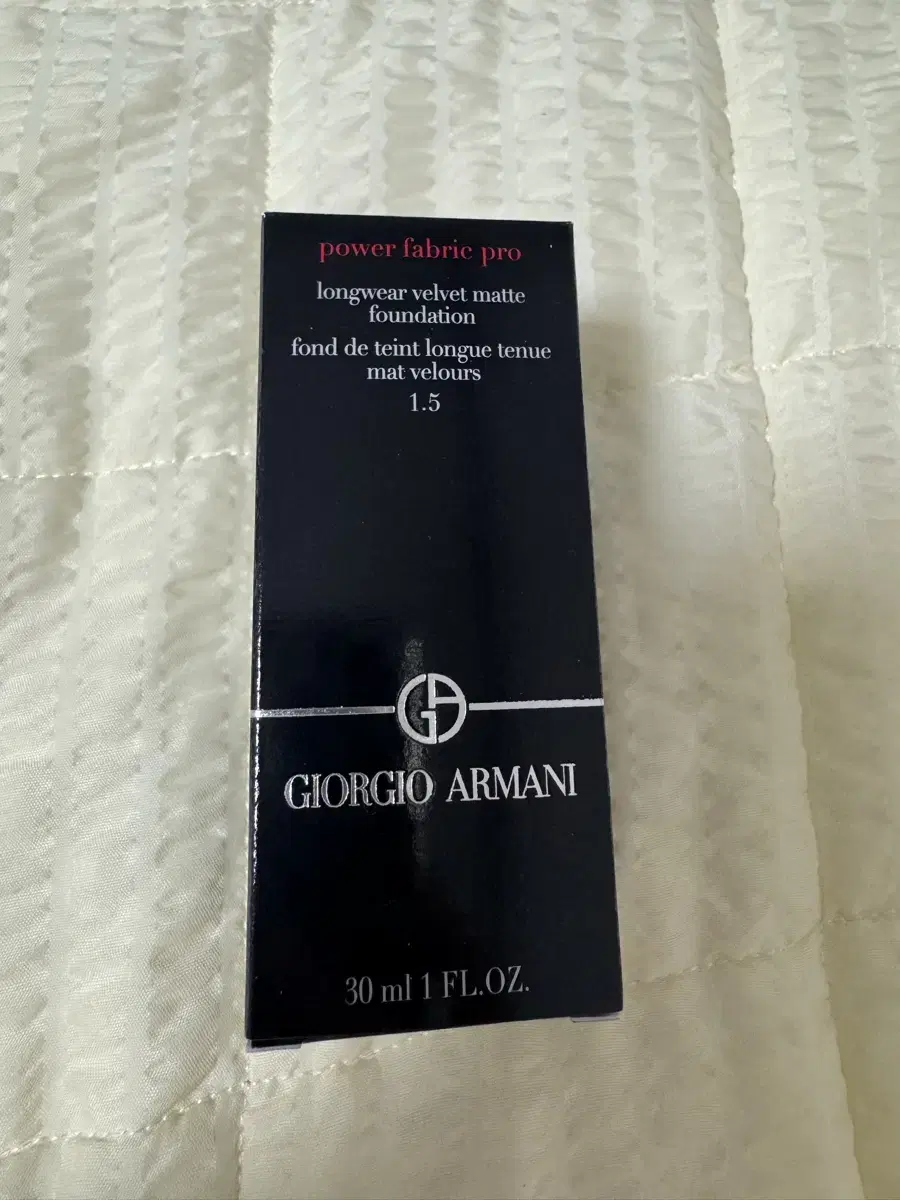 power fabric pro
longwear velvet matte
foundation
fond de teint longue tenue
mat velours
1.5
GA
GIORGIO ARMANI
30 ml 1 FL.OZ.